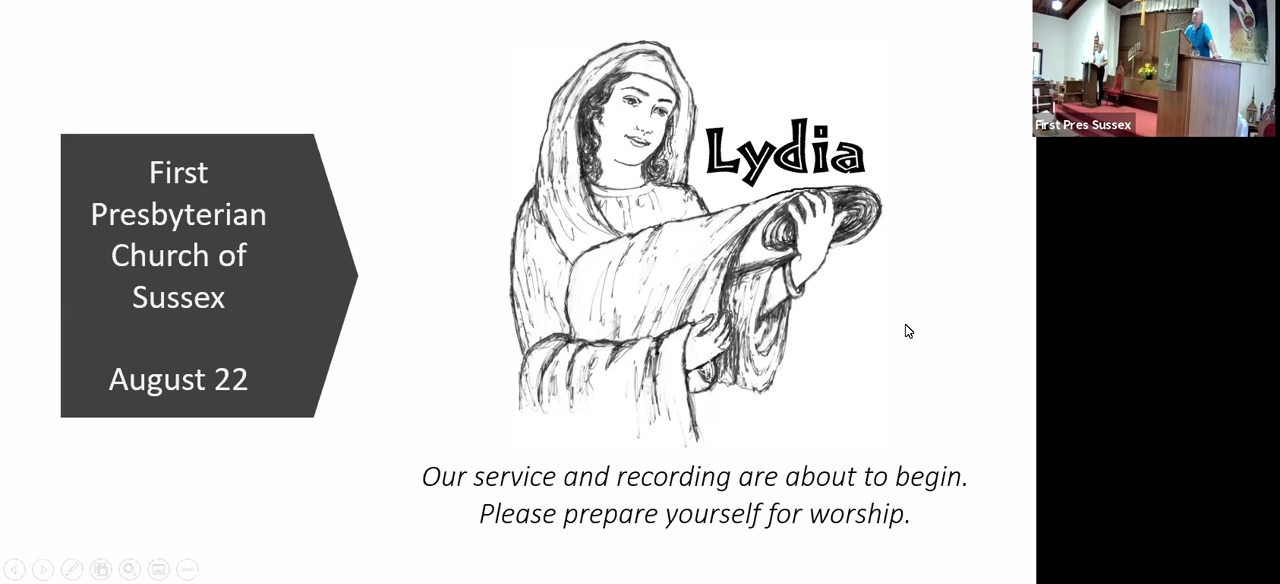 First
Presbyterian
Church of
Sussex
August 22
Lydia
Our service and recording are about to begin.
Please prepare yourself for worship.
First Pres Sussex